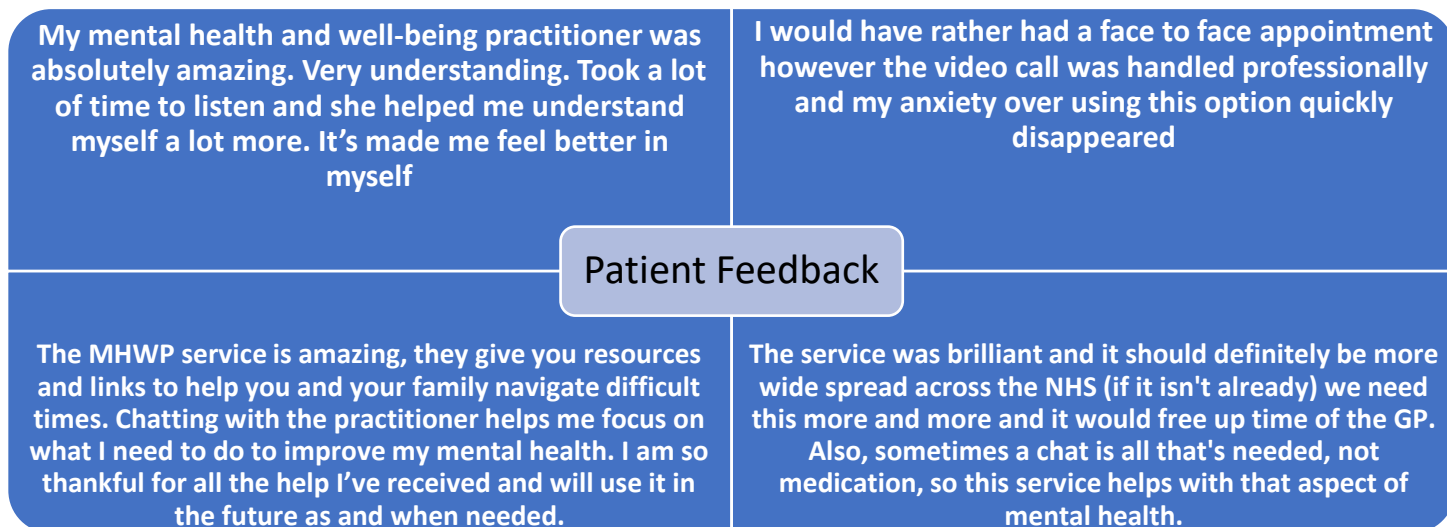 My mental health and well-being practitioner was
absolutely amazing. Very understanding. Took a lot
of time to listen and she helped me understand
myself a lot more. It’s made me feel better in
myself
I would have rather had a face to face appointment
however the video call was handled professionally
and my anxiety over using this option quickly
disappeared
Patient Feedback
The MHWP service is amazing, they give you resources
and links to help you and your family navigate difficult
times. Chatting with the practitioner helps me focus on
what I need to do to improve my mental health. I am so
thankful for all the help I’ve received and will use it in
the future as and when needed.
The service was brilliant and it should definitely be more
wide spread across the NHS (if it isn't already) we need
this more and more and it would free up time of the GP.
Also, sometimes a chat is all that's needed, not
medication, so this service helps with that aspect of
mental health.